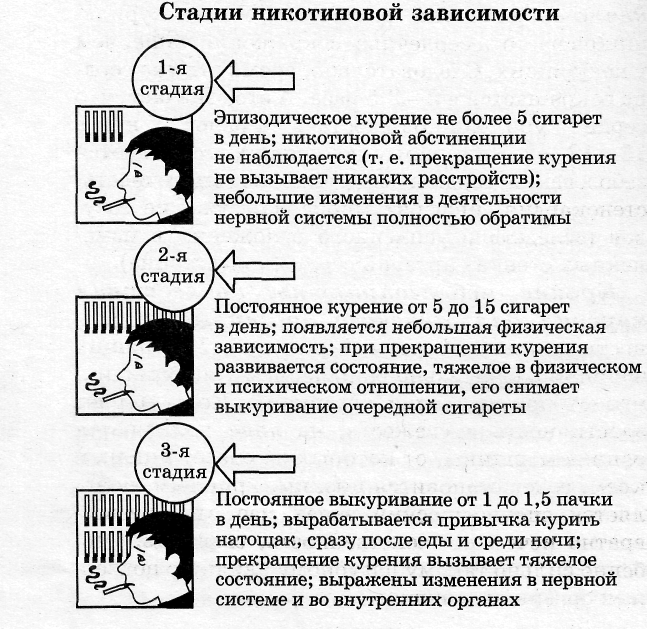 Стадии никотиновой зависимости
1-я
стадия
Эпизодическое курение не более 5 сигарет
в день; никотиновой абстиненции
не наблюдается (т. е. прекращение курения
не вызывает никаких расстройств);
небольшие изменения в деятельности
нервной системы полностью обратимы
2-я
стадия
Постоянное курение от 5 до 15 сигарет
в день; появляется небольшая физическая
зависимость; при прекращении курения
развивается состояние, тяжелое в физическом
и психическом отношении, его снимает
выкуривание очередной сигареты
3-я
стадия
Постоянное выкуривание от 1 до 1,5 пачки
в день; вырабатывается привычка курить
натощак, сразу после еды и среди ночи;
прекращение курения вызывает тяжелое
состояние; выражены изменения в нервной
системе и во внутренних органах